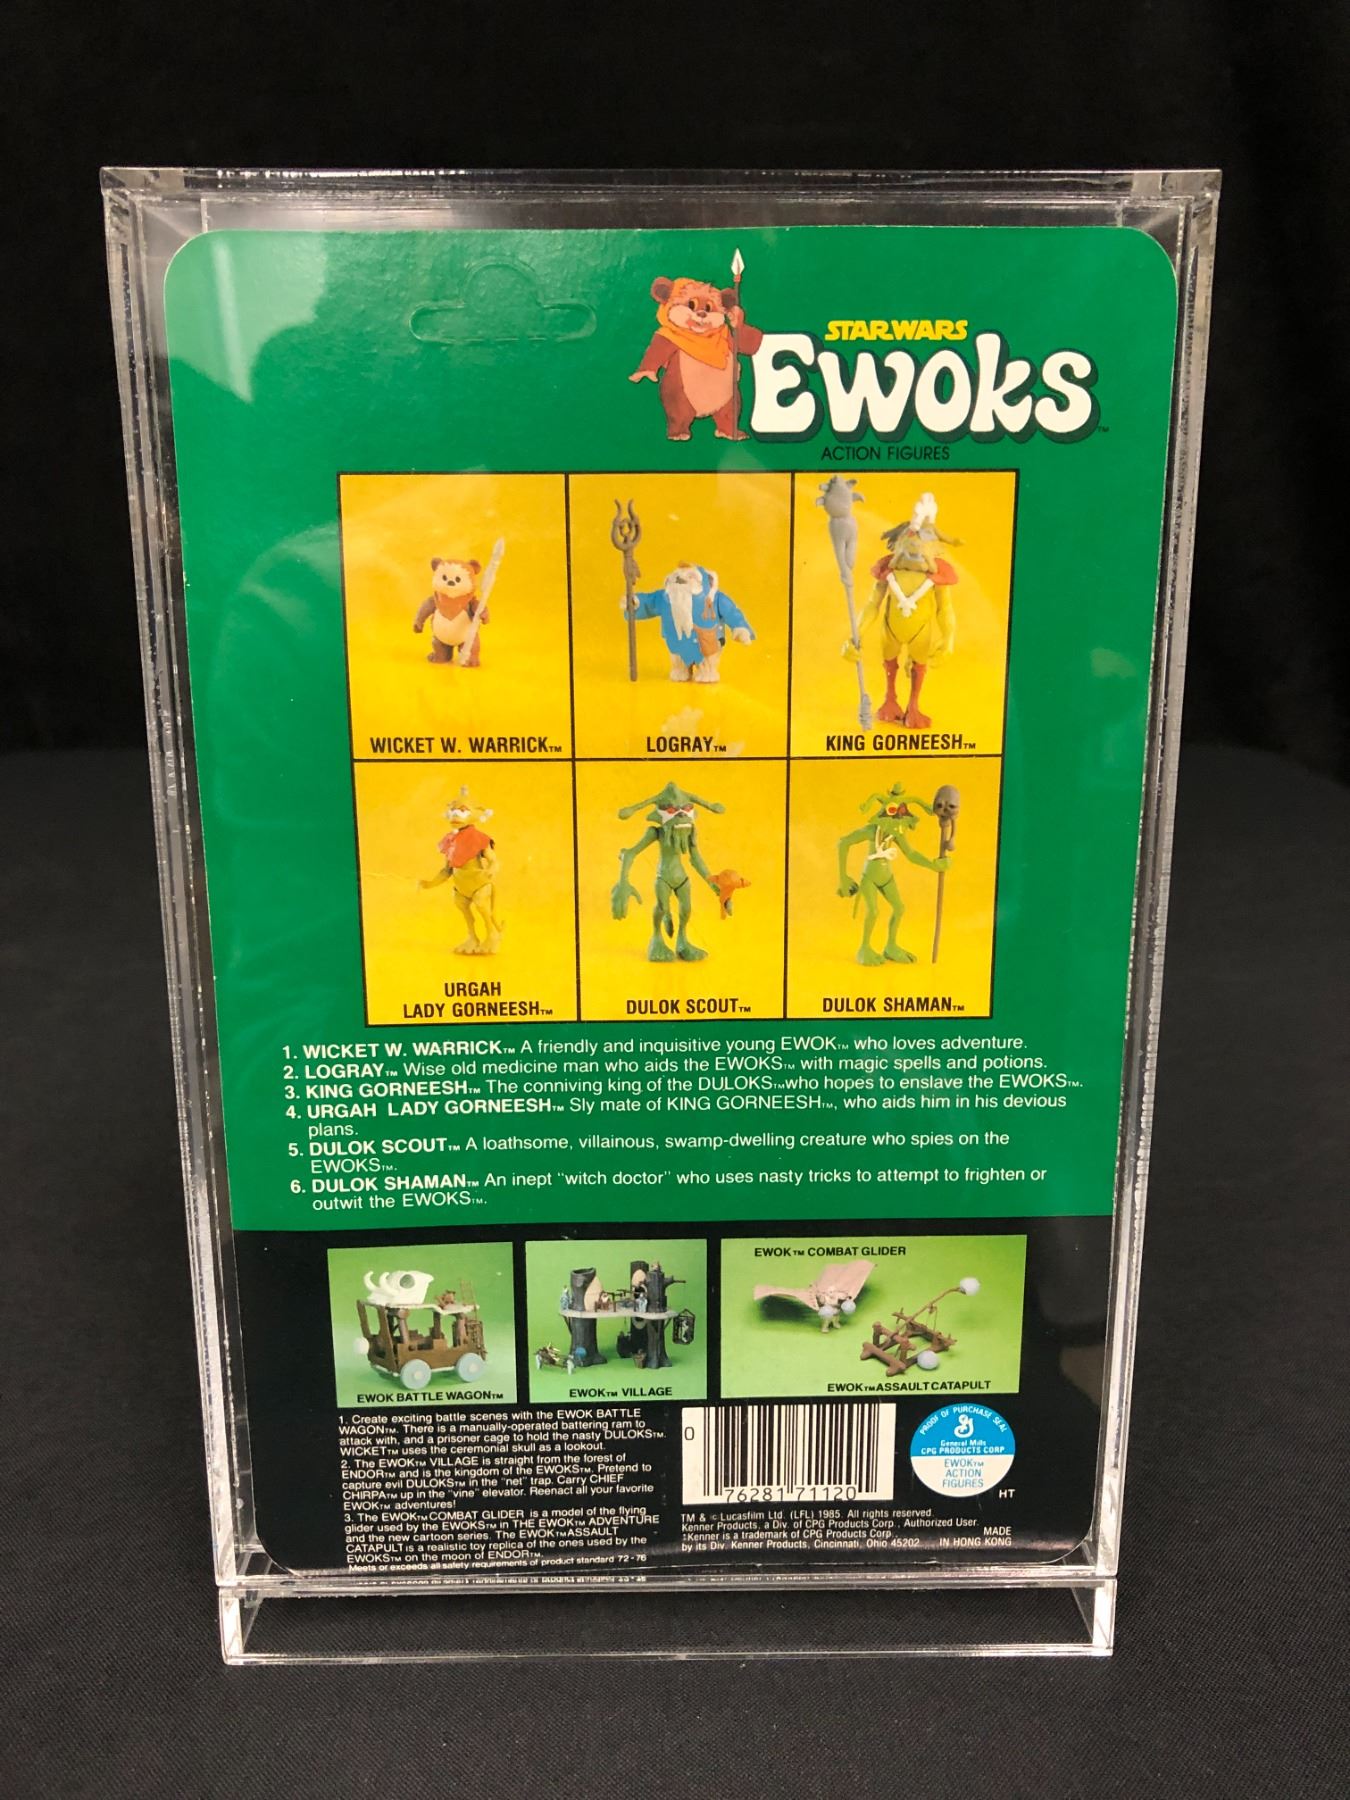 STAR WARS
EWOKS™
ACTION FIGURES
WICKET W. WARRICK™
LOGRAY™
KING GORNEESH™
URGAH
LADY GORNEESH™
DULOK SCOUT™
DULOK SHAMAN™
1. WICKET W. WARRICK™ A friendly and inquisitive young EWOK™ who loves adventure.
2. LOGRAY™ Wise old medicine man who aids the EWOKS™ with magic spells and potions.
3. KING GORNEESH™ The conniving king of the DULOKS™ who hopes to enslave the EWOKS™.
4. URGAH LADY GORNEESH™ Sly mate of KING GORNEESH™, who aids him in his devious
plans.
5. DULOK SCOUT™ A loathsome, villainous, swamp-dwelling creature who spies on the
EWOKS™.
6. DULOK SHAMAN™ An inept "witch doctor" who uses nasty tricks to attempt to frighten or
outwit the EWOKS™.
EWOK BATTLE WAGON™
EWOK™ VILLAGE
EWOK™ COMBAT GLIDER
EWOK™ ASSAULT CATAPULT
1. Create exciting battle scenes with the EWOK BATTLE
WAGON™. There is a manually-operated battering ram to
attack with, and a prisoner cage to hold the nasty DULOKS™.
WICKET™ uses the ceremonial skull as a lookout.
2. The EWOK™ VILLAGE is straight from the forest of
ENDOR™ and is the kingdom of the EWOKS™. Pretend to
capture evil DULOKS™ in the "net" trap. Carry CHIEF
CHIRPA™ up in the "vine" elevator. Reenact all your favorite
EWOK™ adventures!
3. The EWOK™ COMBAT GLIDER is a model of the flying
glider used by the EWOKS™ in THE EWOK™ ADVENTURE
and the new cartoon series. The EWOK™ ASSAULT
CATAPULT is a realistic toy replica of the ones used by the
EWOKS™ on the moon of ENDOR™.
Meets or exceeds all safety requirements of product standard 72-76
0 76281 71120
PROOF OF PURCHASE SEAL
General Mills
CPG PRODUCTS CORP
EWOK™
ACTION
FIGURES
HT
TM & © Lucasfilm Ltd. (LFL) 1985. All rights reserved.
Kenner Products, a Div. of CPG Products Corp., Authorized User.
Kenner is a trademark of CPG Products Corp.
by its Div. Kenner Products, Cincinnati, Ohio 45202
MADE
IN HONG KONG